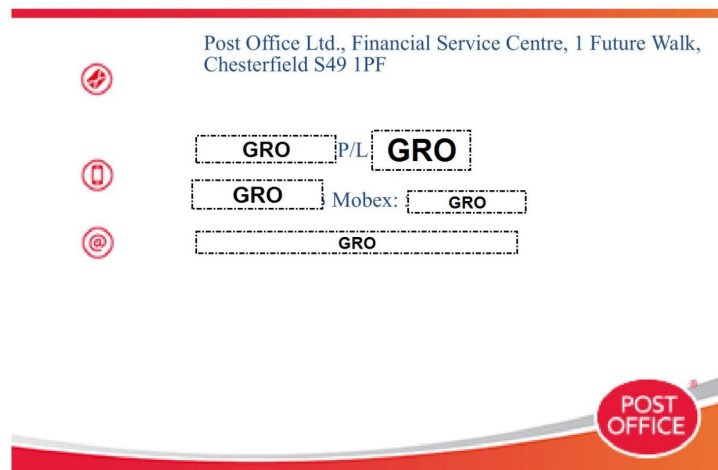 Post Office Ltd., Financial Service Centre, 1 Future Walk,
Chesterfield S49 1PF
GRO P/L GRO
GRO Mobex: GRO
GRO
POST
OFFICE